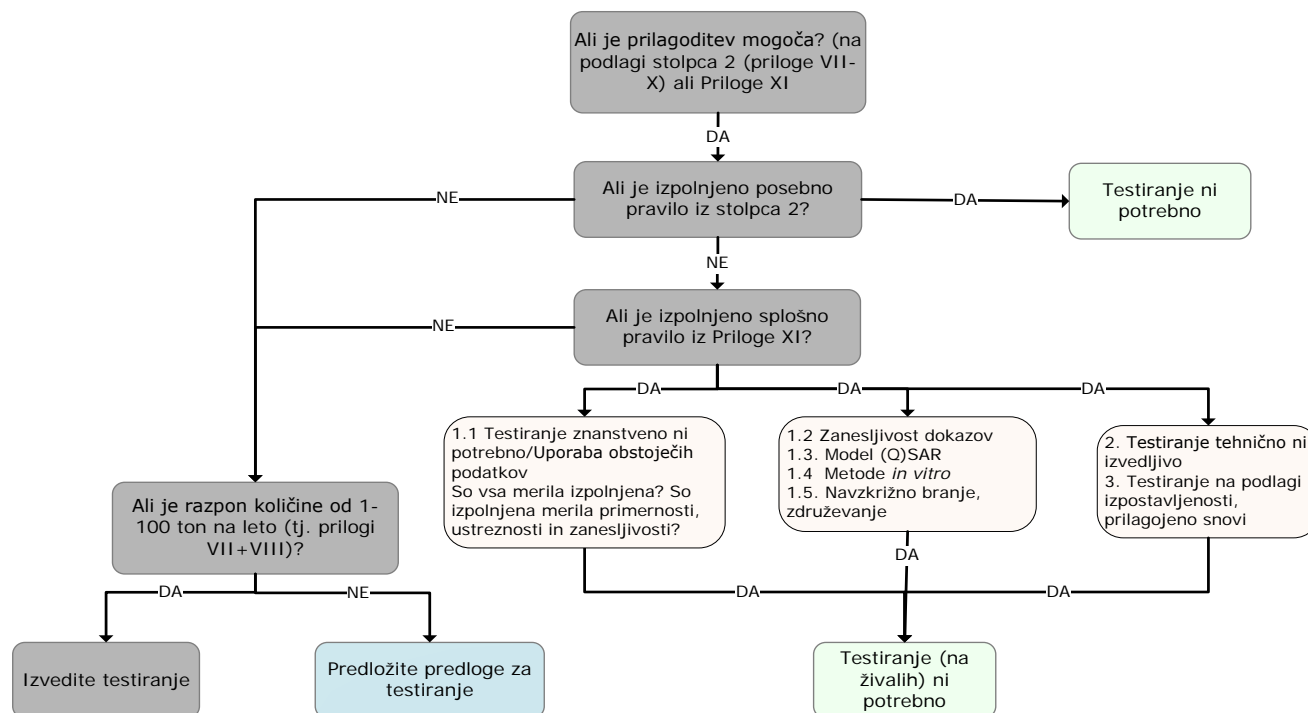 Ali je prilagoditev mogoča? (na
podlagi stolpca 2 (priloge VII-
X) ali Priloge XI
DA
Ali je izpolnjeno posebno
pravilo iz stolpca 2?
NE
DA
Testiranje ni
potrebno
NE
Ali je izpolnjeno splošno
pravilo iz Priloge XI?
NE
DA
DA
DA
1.1 Testiranje znanstveno ni
potrebno/Uporaba obstoječih
podatkov
So vsa merila izpolnjena? So
izpolnjena merila primernosti,
ustreznosti in zanesljivosti?
1.2 Zanesljivost dokazov
1.3. Model (Q)SAR
1.4 Metode in vitro
1.5. Navzkrižno branje,
združevanje
2. Testiranje tehnično ni
izvedljivo
3. Testiranje na podlagi
izpostavljenosti,
prilagojeno snovi
Ali je razpon količine od 1-
100 ton na leto (tj. prilogi
VII+VIII)?
DA
DA
NE
DA
DA
Izvedite testiranje
Predložite predloge za
testiranje
Testiranje (na
živalih) ni
potrebno